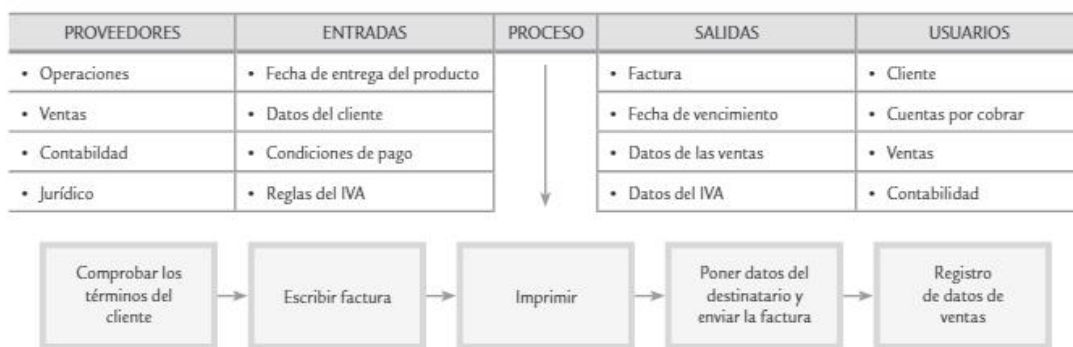 PROVEEDORES ENTRADAS PROCESO SALIDAS USUARIOS
• Operaciones • Fecha de entrega del producto • Factura • Cliente
• Ventas • Datos del cliente • Fecha de vencimiento • Cuentas por cobrar
• Contabildad • Condiciones de pago • Datos de las ventas • Ventas
• Jurídico • Reglas del IVA • Datos del IVA • Contabilidad
Comprobar los
términos del
cliente
Escribir factura
Imprimir
Poner datos del
destinatario y
enviar la factura
Registro
de datos de
ventas